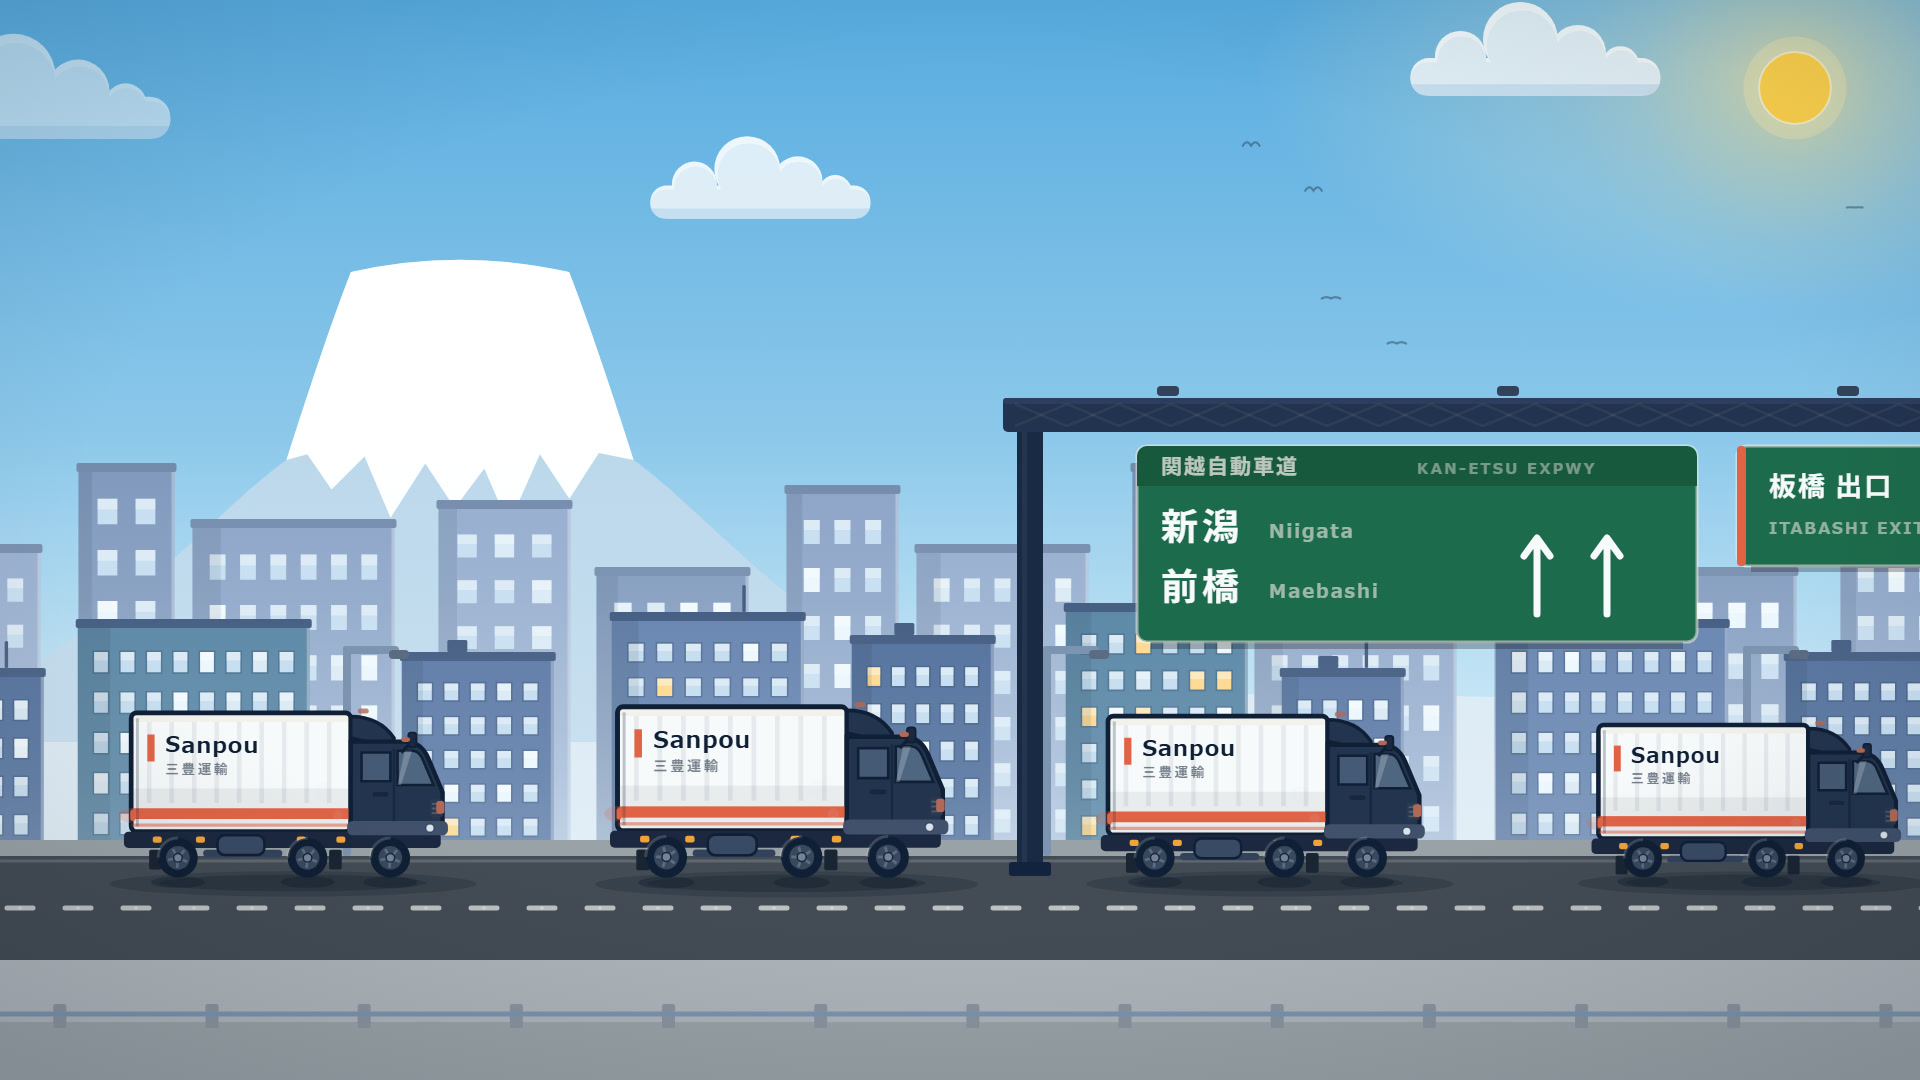 関越自動車道 KAN-ETSU EXPWY
新潟 Niigata
前橋 Maebashi
板橋 出口
ITABASHI EXIT
Sanpou
三豊運輸
Sanpou
三豊運輸
Sanpou
三豊運輸
Sanpou
三豊運輸